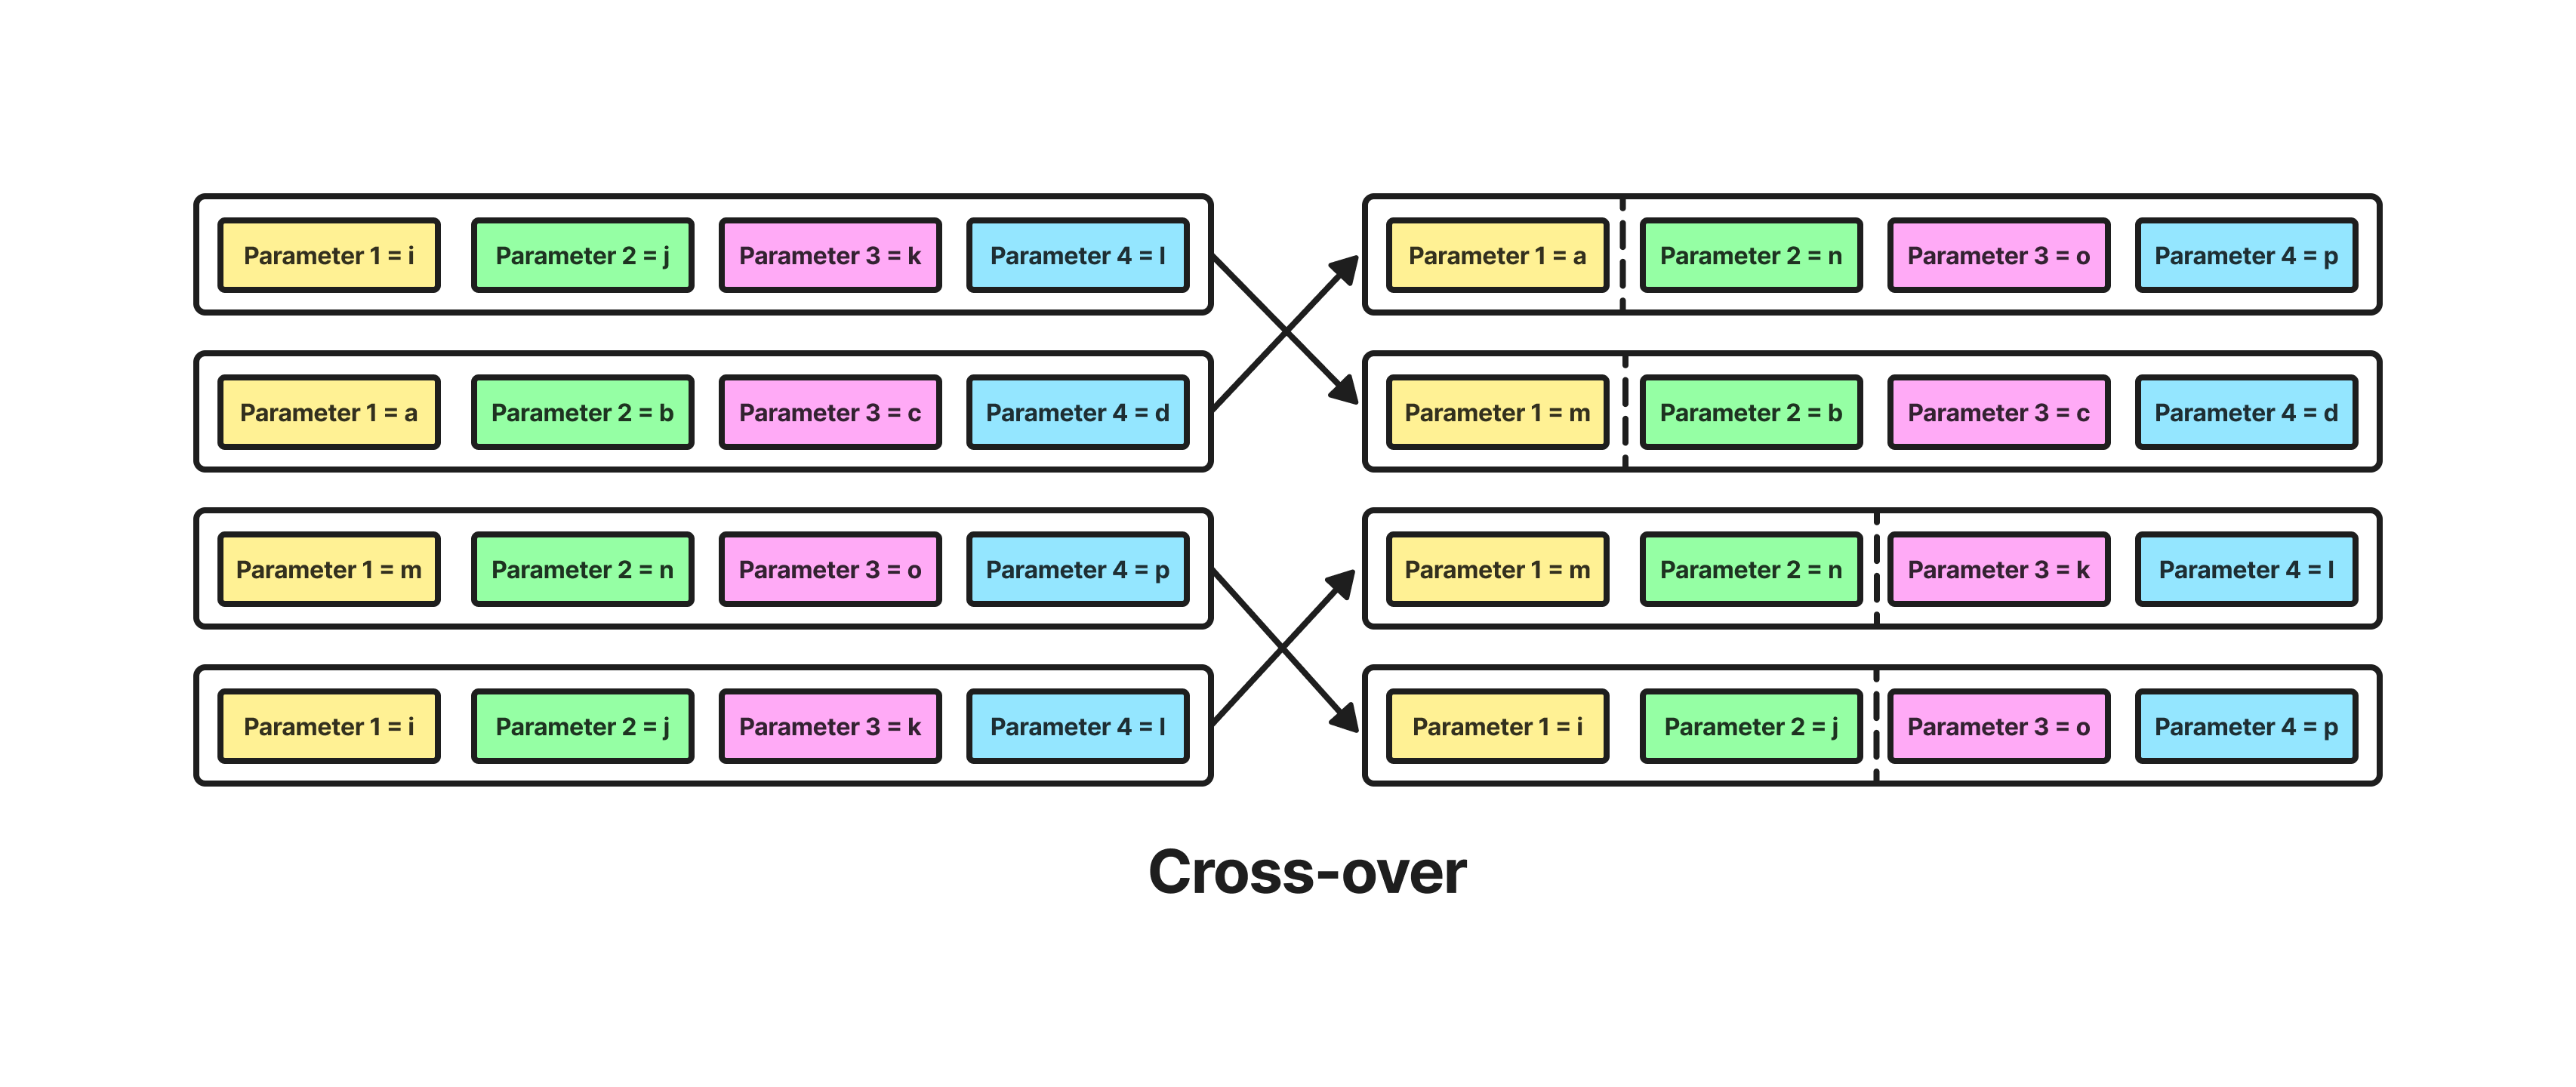 Parameter 1 = i Parameter 2 = j Parameter 3 = k Parameter 4 = l Parameter 1 = a Parameter 2 = n Parameter 3 = o Parameter 4 = p
Parameter 1 = a Parameter 2 = b Parameter 3 = c Parameter 4 = d Parameter 1 = m Parameter 2 = b Parameter 3 = c Parameter 4 = d
Parameter 1 = m Parameter 2 = n Parameter 3 = o Parameter 4 = p Parameter 1 = m Parameter 2 = n Parameter 3 = k Parameter 4 = l
Parameter 1 = i Parameter 2 = j Parameter 3 = k Parameter 4 = l Parameter 1 = i Parameter 2 = j Parameter 3 = o Parameter 4 = p
Cross-over